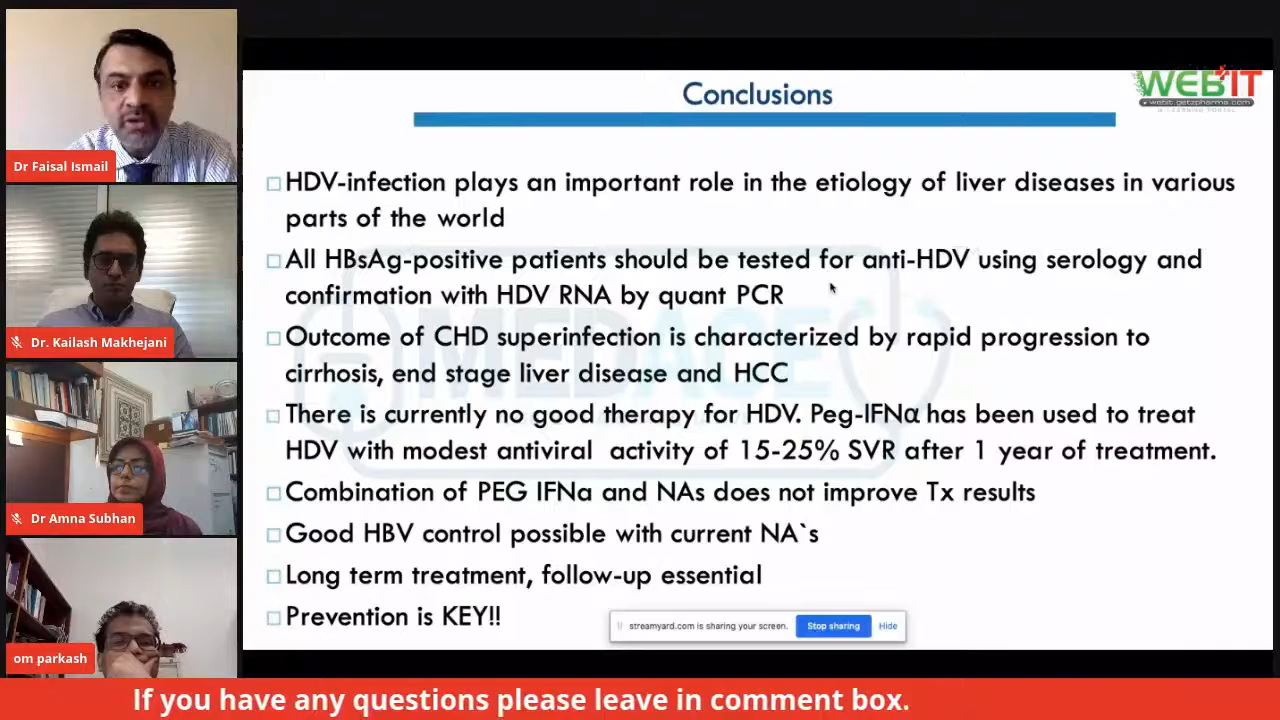 Dr Faisal Ismail
Dr. Kailash Makhejani
Dr Amna Subhan
om parkash
Conclusions
WEBIT
webit.getzpharma.com
HDV-infection plays an important role in the etiology of liver diseases in various
parts of the world
All HBsAg-positive patients should be tested for anti-HDV using serology and
confirmation with HDV RNA by quant PCR
Outcome of CHD superinfection is characterized by rapid progression to
cirrhosis, end stage liver disease and HCC
There is currently no good therapy for HDV. Peg-IFNα has been used to treat
HDV with modest antiviral activity of 15-25% SVR after 1 year of treatment.
Combination of PEG IFNa and NAs does not improve Tx results
Good HBV control possible with current NA`s
Long term treatment, follow-up essential
Prevention is KEY!!
MEDACE
streamyard.com is sharing your screen.
Stop sharing
Hide
If you have any questions please leave in comment box.